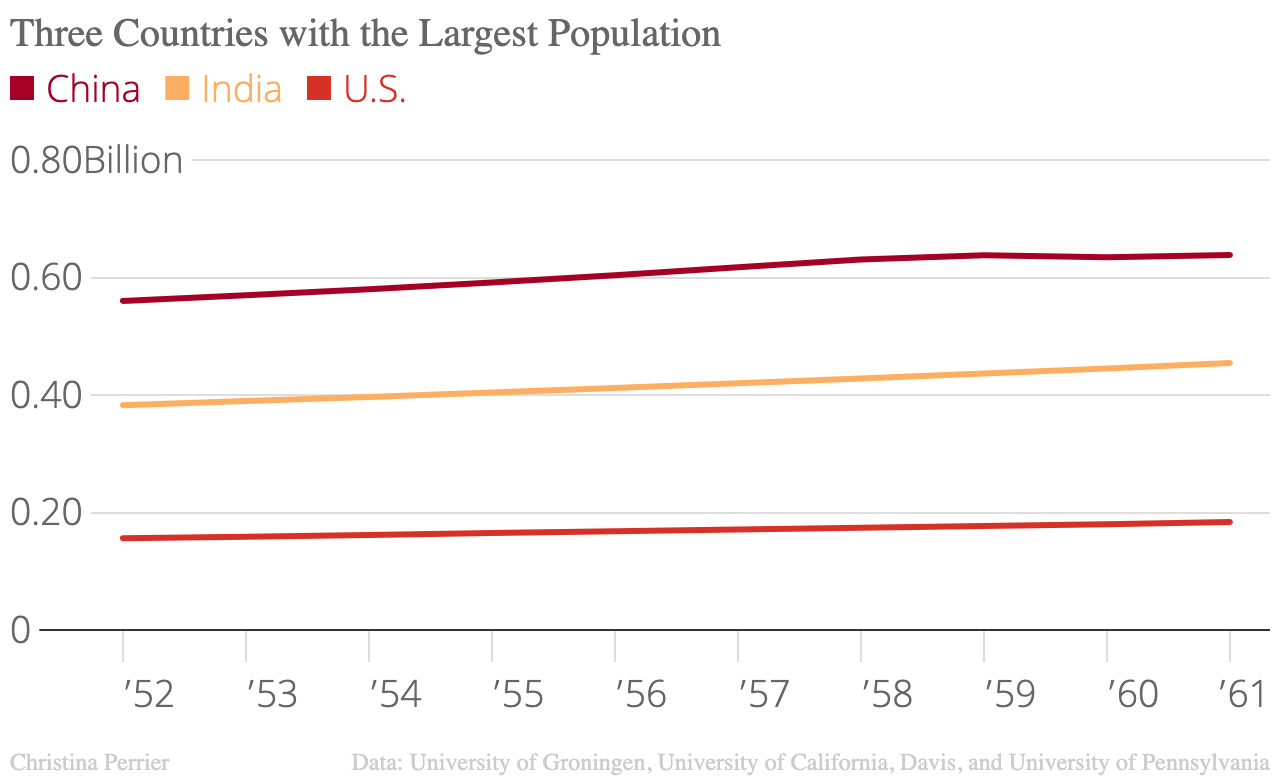 Three Countries with the Largest Population
China India U.S.
0.80Billion
0.60
0.40
0.20
0
’52 ’53 ’54 ’55 ’56 ’57 ’58 ’59 ’60 ’61
Christina Perrier Data: University of Groningen, University of California, Davis, and University of Pennsylvania